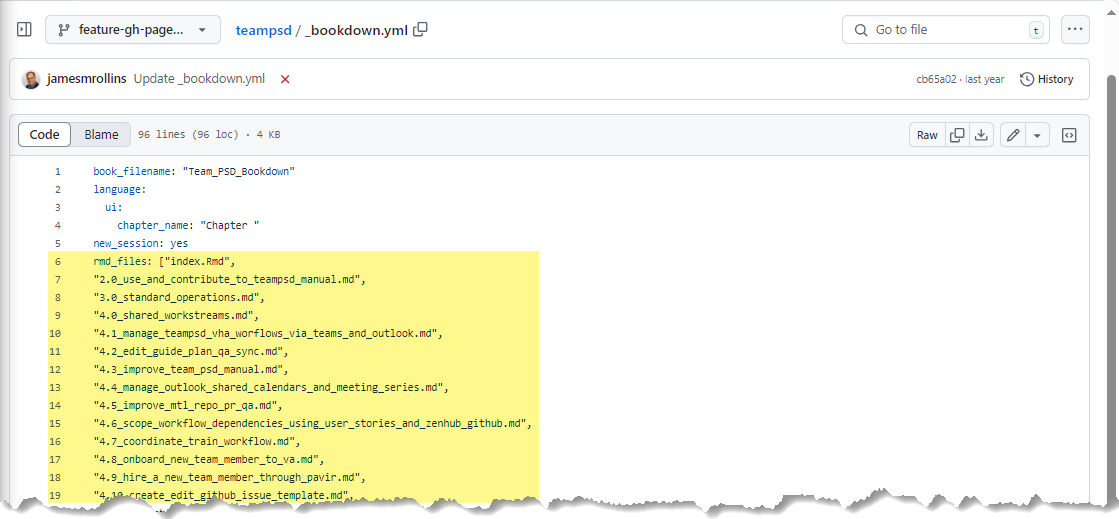 feature-gh-page...
teampsd / _bookdown.yml
Go to file
t
jamesmrollins Update _bookdown.yml
cb65a02 · last year
History
Code
Blame
96 lines (96 loc) · 4 KB
Raw
1 book_filename: "Team_PSD_Bookdown"
2 language:
3 ui:
4 chapter_name: "Chapter "
5 new_session: yes
6 rmd_files: ["index.Rmd",
7 "2.0_use_and_contribute_to_teampsd_manual.md",
8 "3.0_standard_operations.md",
9 "4.0_shared_workstreams.md",
10 "4.1_manage_teampsd_vha_worflows_via_teams_and_outlook.md",
11 "4.2_edit_guide_plan_qa_sync.md",
12 "4.3_improve_team_psd_manual.md",
13 "4.4_manage_outlook_shared_calendars_and_meeting_series.md",
14 "4.5_improve_mtl_repo_pr_qa.md",
15 "4.6_scope_workflow_dependencies_using_user_stories_and_zenhub_github.md",
16 "4.7_coordinate_train_workflow.md",
17 "4.8_onboard_new_team_member_to_va.md",
18 "4.9_hire_a_new_team_member_through_pavir.md",
19 "4.10_create_edit_github_issue_template.md",